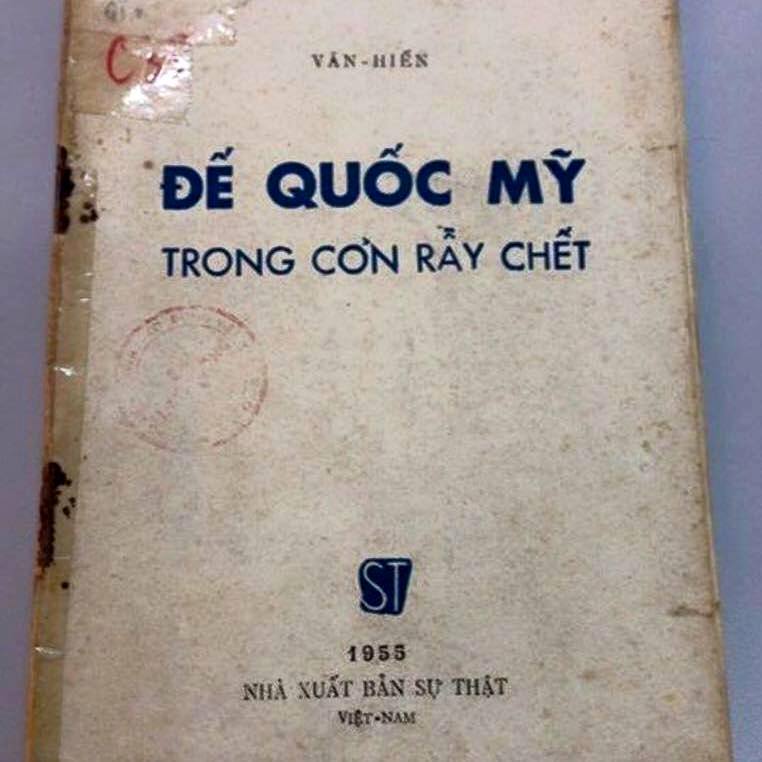 VĂN-HIẾN
ĐẾ QUỐC MỸ
TRONG CƠN RẪY CHẾT
ST
1955
NHÀ XUẤT BẢN SỰ THẬT
VIỆT-NAM